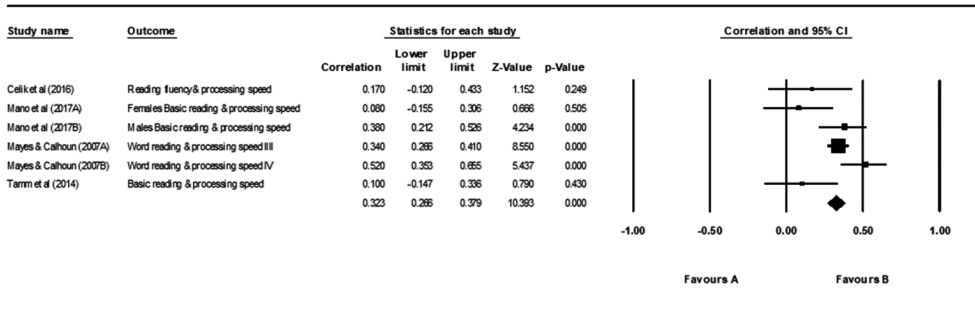 Study name Outcome Statistics for each study Correlation and 95% CI
Correlation Lower limit Upper limit Z-Value p-Value
Celik et al (2016) Reading fluency & processing speed 0.170 -0.120 0.433 1.152 0.249
Mano et al (2017A) Females Basic reading & processing speed 0.080 -0.155 0.306 0.666 0.505
Mano et al (2017B) Males Basic reading & processing speed 0.380 0.212 0.526 4.234 0.000
Mayes & Calhoun (2007A) Word reading & processing speed III 0.340 0.266 0.410 8.550 0.000
Mayes & Calhoun (2007B) Word reading & processing speed IV 0.520 0.353 0.655 5.437 0.000
Tamm et al (2014) Basic reading & processing speed 0.100 -0.147 0.336 0.790 0.430
0.323 0.266 0.379 10.393 0.000
-1.00 -0.50 0.00 0.50 1.00
Favours A Favours B